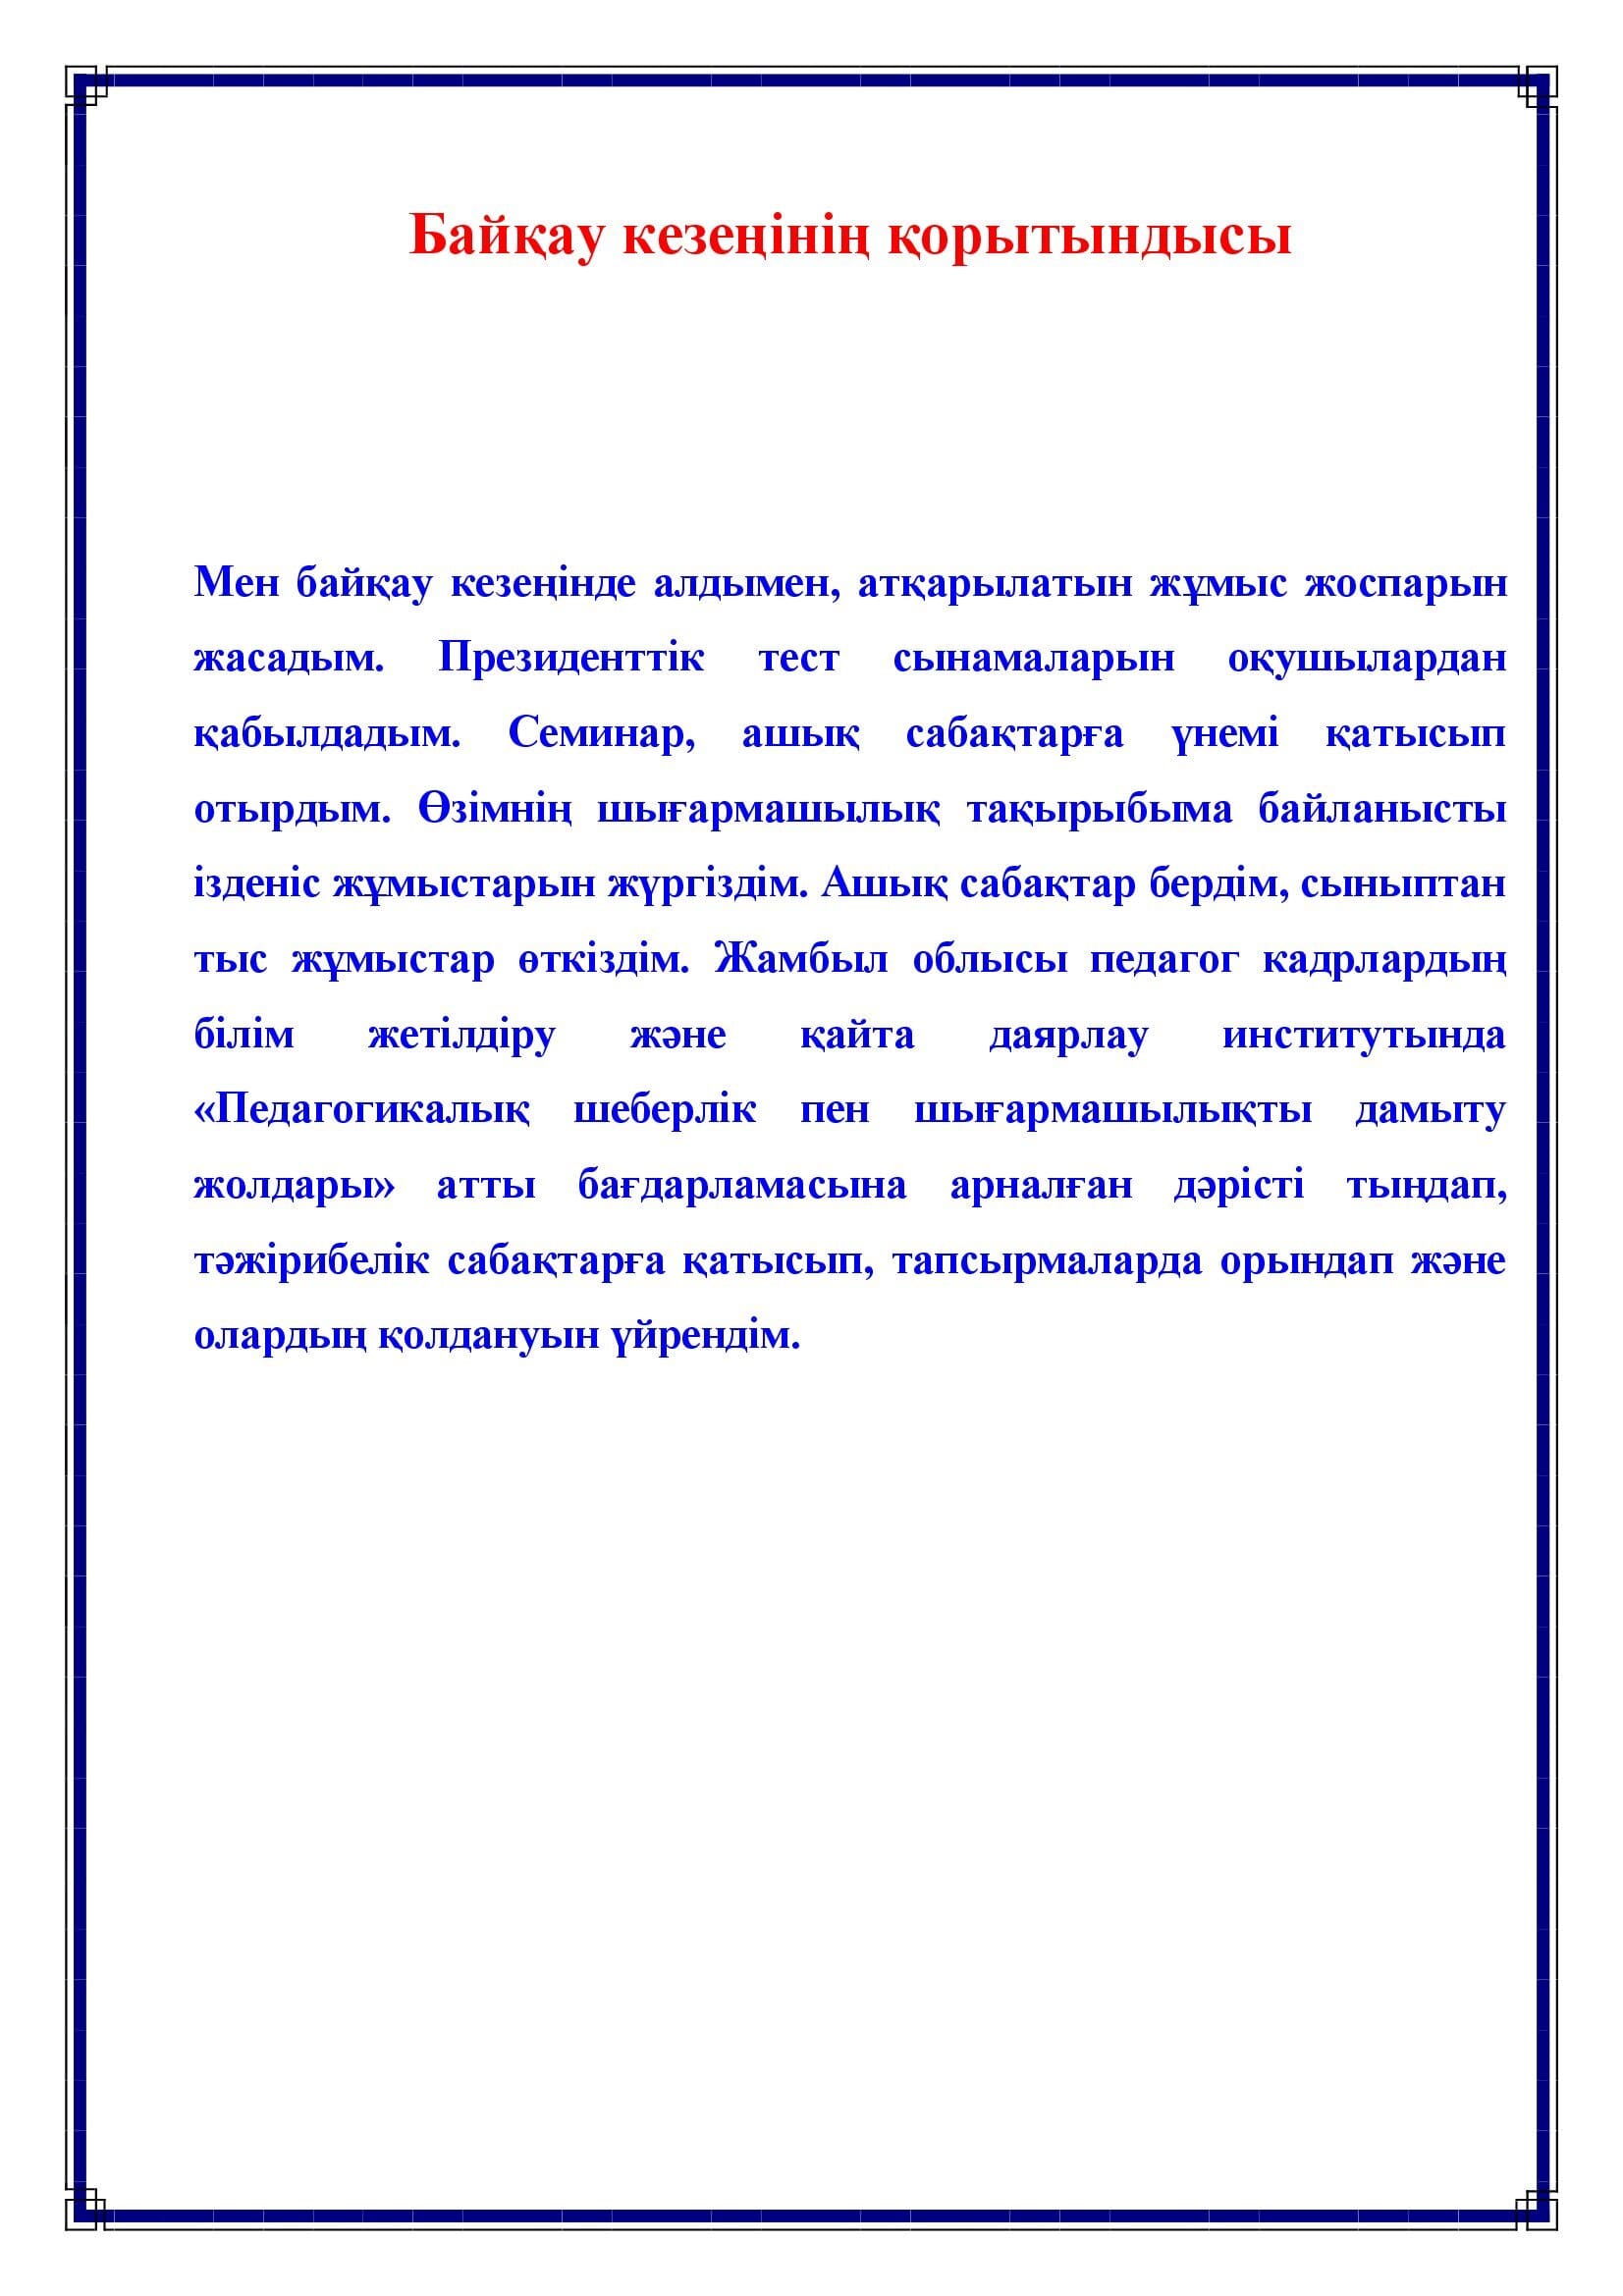 Байқау кезеңінің қорытындысы
Мен байқау кезеңінде алдымен, атқарылатын жұмыс жоспарын
жасадым. Президенттік тест сынамаларын оқушылардан
қабылдадым. Семинар, ашық сабақтарға үнемі қатысып
отырдым. Өзімнің шығармашылық тақырыбыма байланысты
ізденіс жұмыстарын жүргіздім. Ашық сабақтар бердім, сыныптан
тыс жұмыстар өткіздім. Жамбыл облысы педагог кадрлардың
білім жетілдіру және қайта даярлау институтында
«Педагогикалық шеберлік пен шығармашылықты дамыту
жолдары» атты бағдарламасына арналған дәрісті тыңдап,
тәжірибелік сабақтарға қатысып, тапсырмаларда орындап және
олардың қолдануын үйрендім.